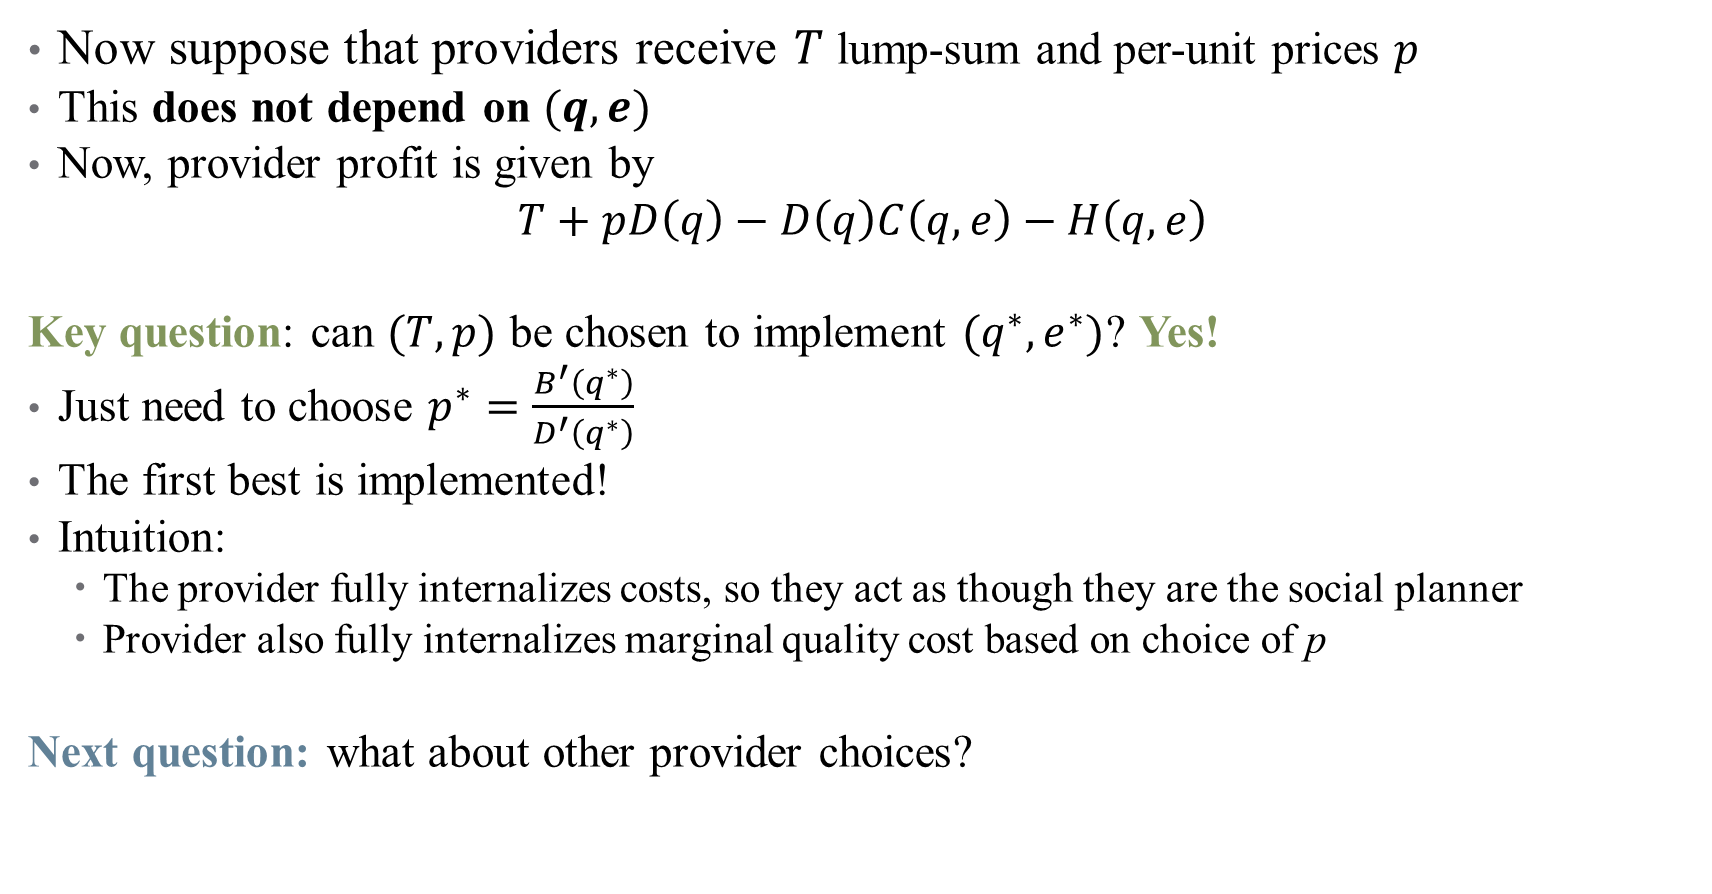 • Now suppose that providers receive T lump-sum and per-unit prices p
• This does not depend on (q, e)
• Now, provider profit is given by
T + pD(q) − D(q)C(q, e) − H(q, e)
Key question: can (T, p) be chosen to implement (q*, e*)? Yes!
• Just need to choose p* = B′(q*) / D′(q*)
• The first best is implemented!
• Intuition:
• The provider fully internalizes costs, so they act as though they are the social planner
• Provider also fully internalizes marginal quality cost based on choice of p
Next question: what about other provider choices?